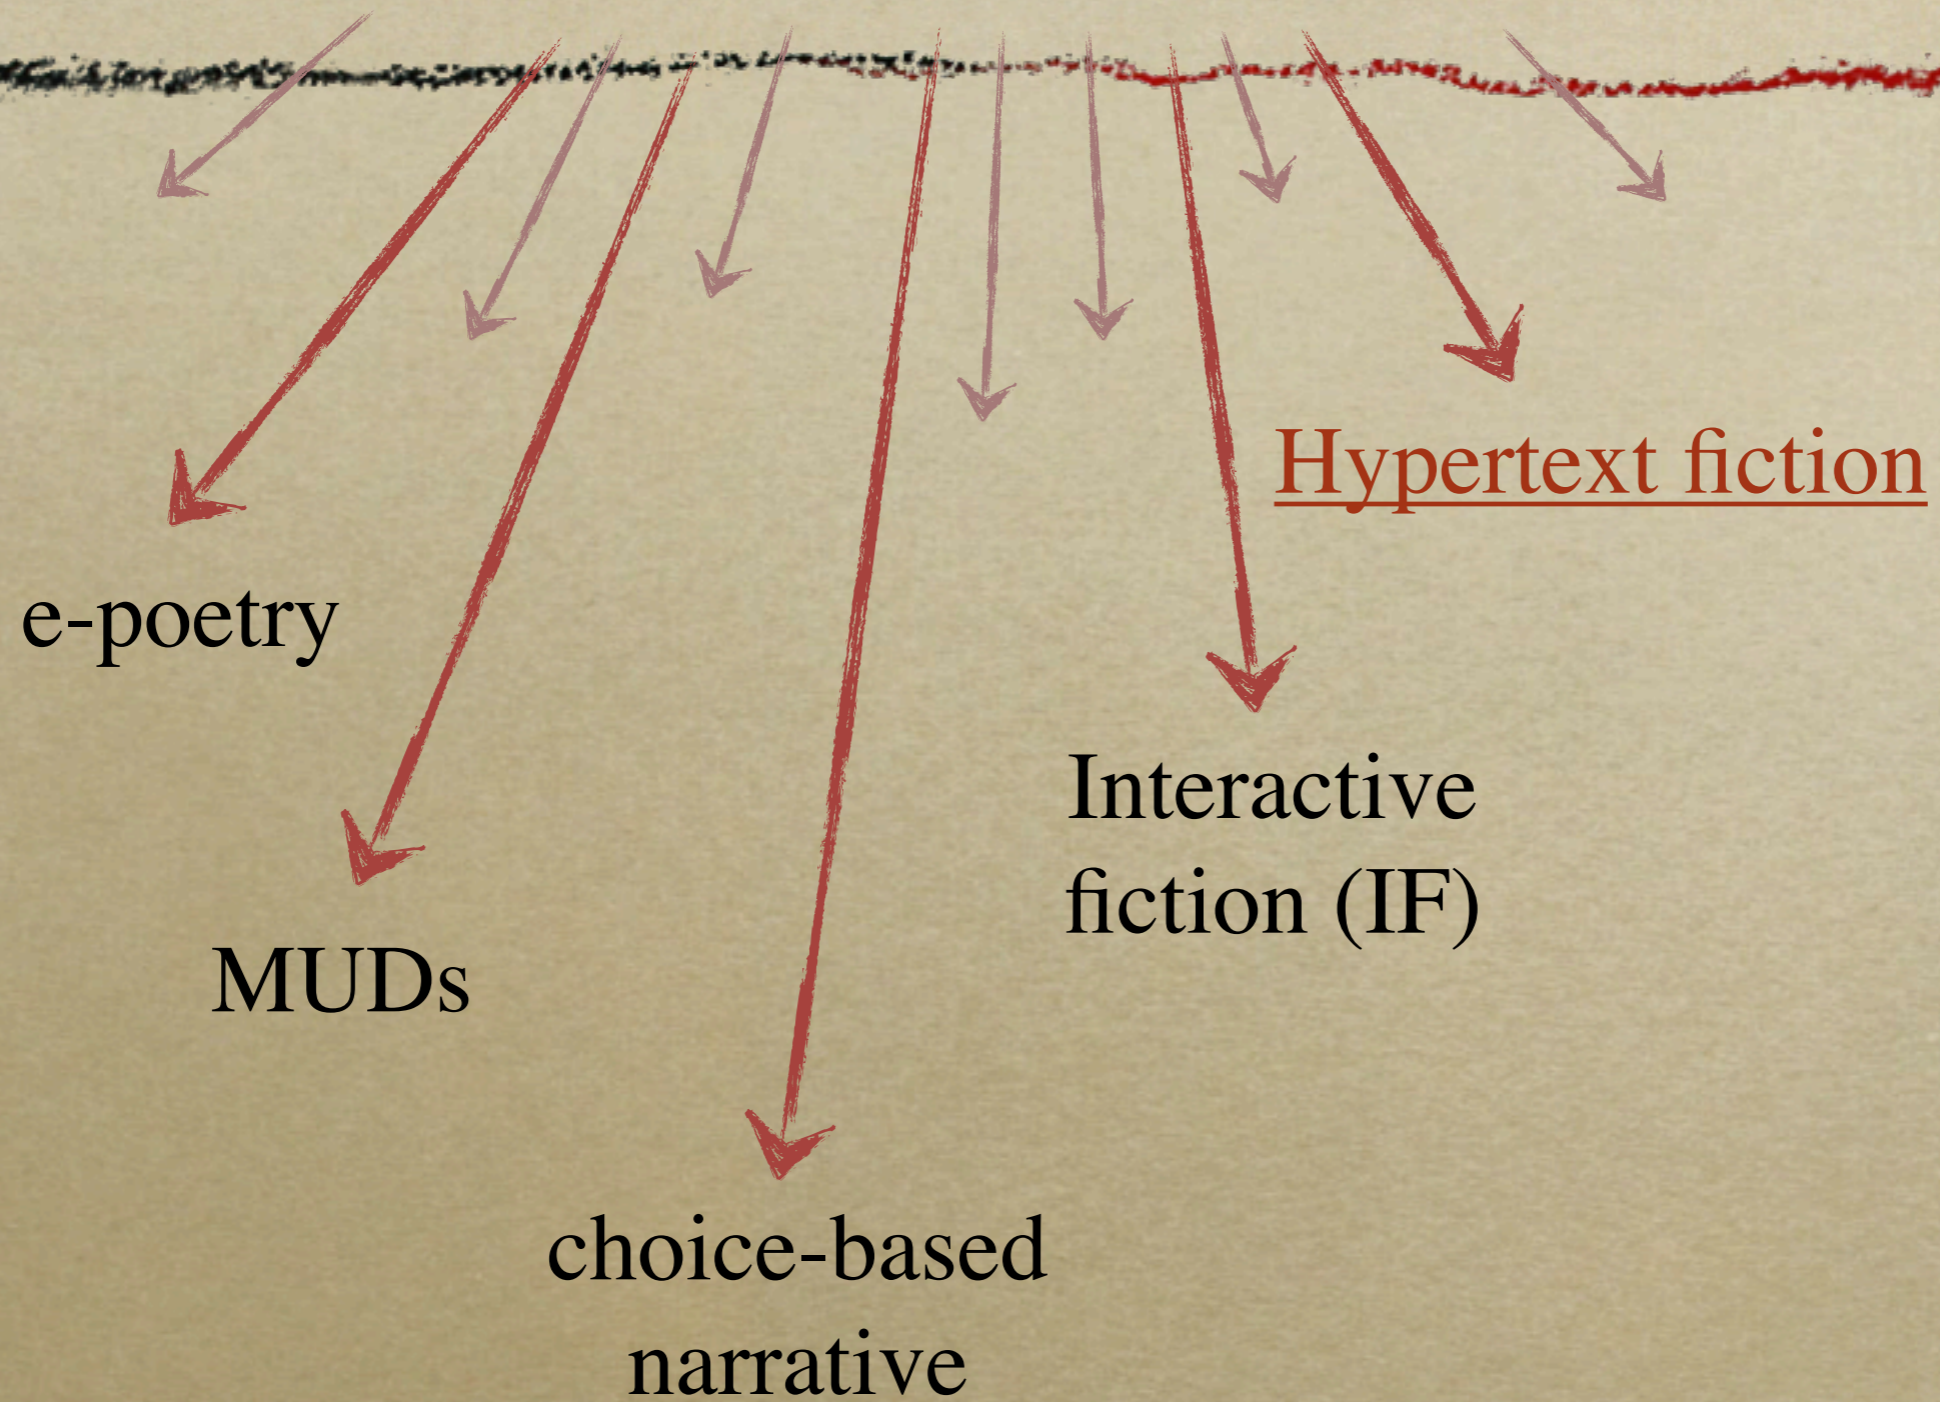 Hypertext fiction
e-poetry
Interactive
fiction (IF)
MUDs
choice-based
narrative